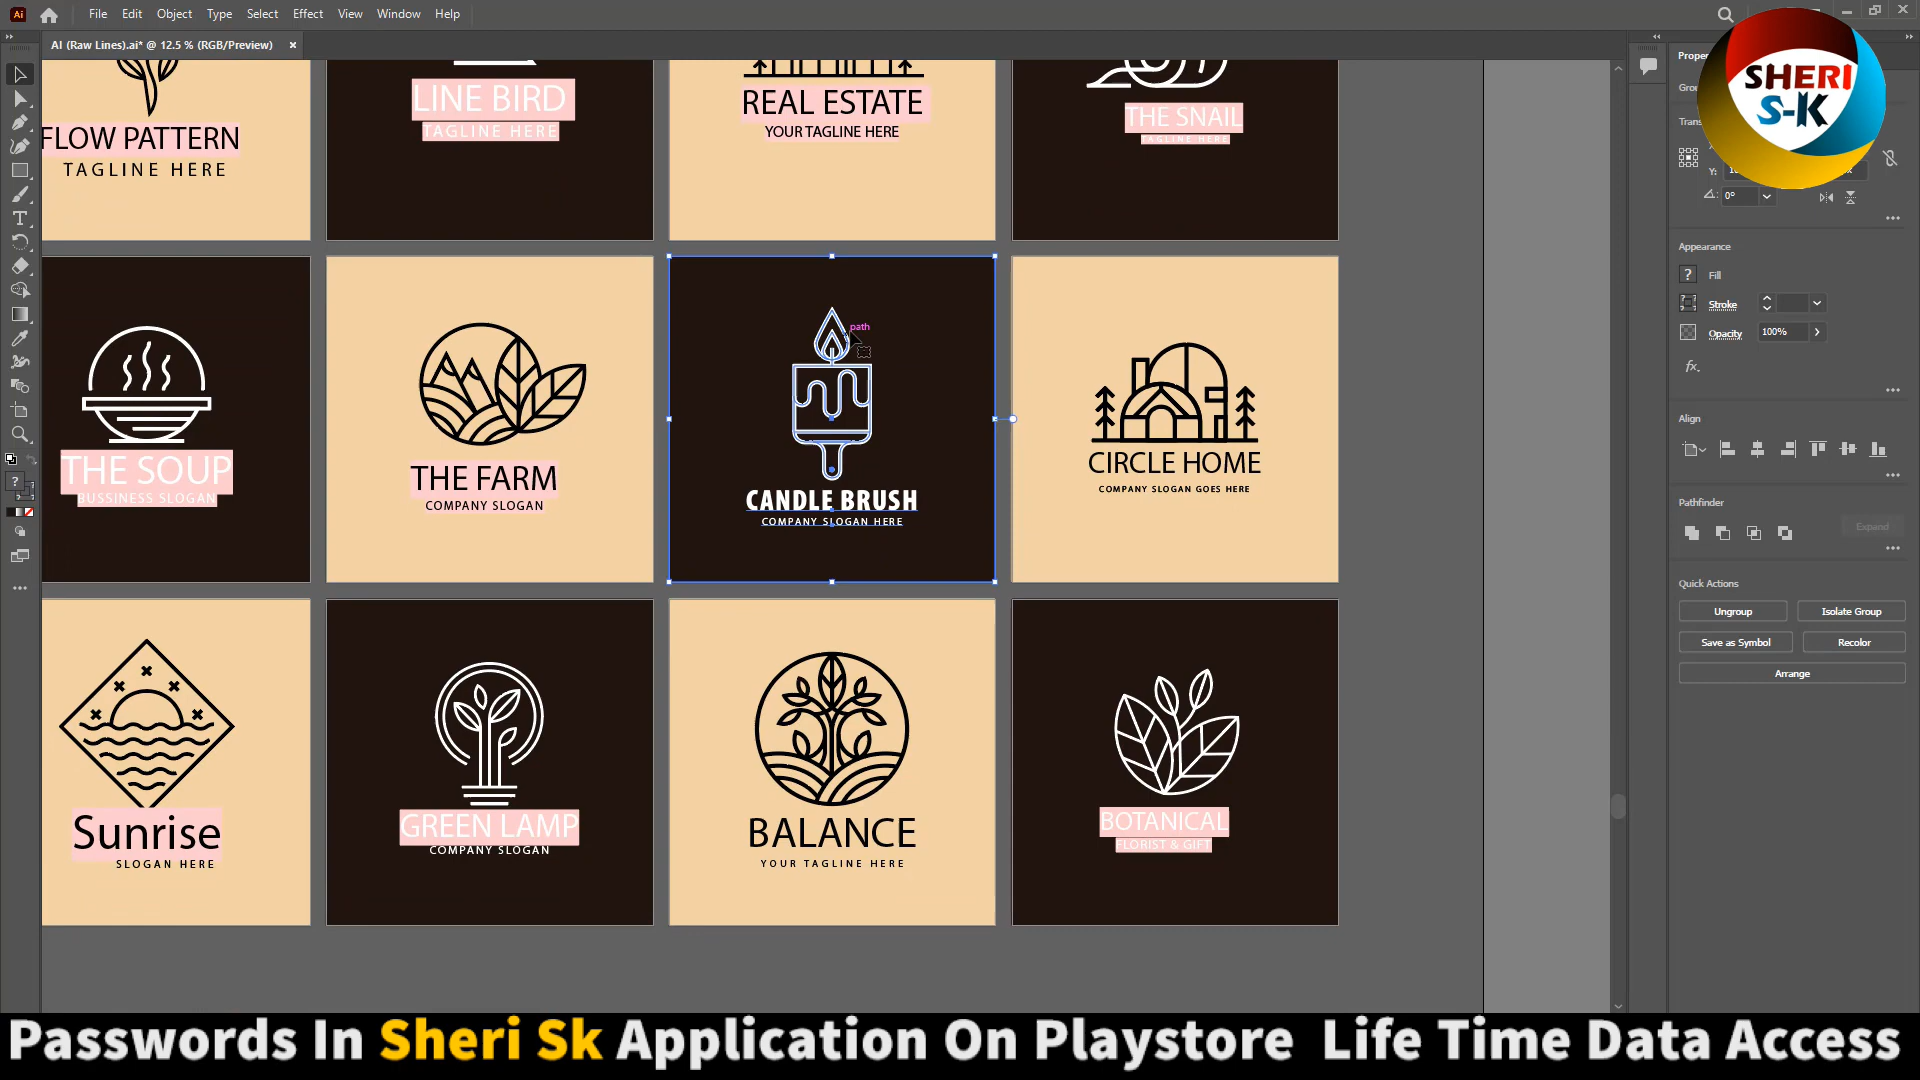 Ai File Edit Object Type Select Effect View Window Help
AI (Raw Lines).ai* @ 12.5 % (RGB/Preview) ×
SHERI
S-K
FLOW PATTERN
TAGLINE HERE
LINE BIRD
TAGLINE HERE
REAL ESTATE
YOUR TAGLINE HERE
THE SNAIL
TAGLINE HERE
THE SOUP
BUSSINESS SLOGAN
THE FARM
COMPANY SLOGAN
path
CANDLE BRUSH
COMPANY SLOGAN HERE
CIRCLE HOME
COMPANY SLOGAN GOES HERE
Sunrise
SLOGAN HERE
GREEN LAMP
COMPANY SLOGAN
BALANCE
YOUR TAGLINE HERE
BOTANICAL
FLORIST & GIFT
Y:
0°
Appearance
? Fill
Stroke
Opacity 100%
fx.
Align
Pathfinder
Expand
Quick Actions
Ungroup Isolate Group
Save as Symbol Recolor
Arrange
Passwords In Sheri Sk Application On Playstore Life Time Data Access